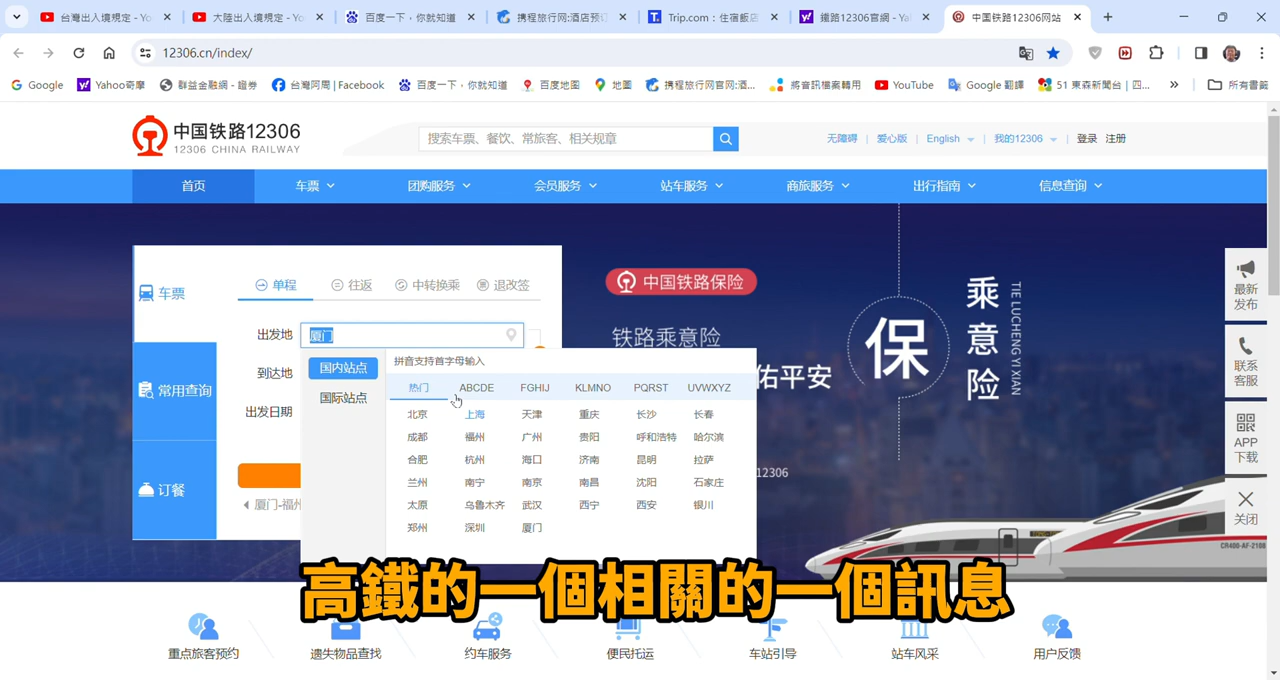 台灣出入境規定 - Yo
大陸出入境規定 - Yo
百度一下，你就知道
携程旅行网:酒店预订
Trip.com：住宿飯店
鐵路12306官網 - Yah
中国铁路12306网站
12306.cn/index/
Google
Yahoo奇摩
群益金融網 - 證券
台灣阿周 | Facebook
百度一下，你就知道
百度地图
地圖
携程旅行网官网:酒...
將音訊檔案轉用
YouTube
Google 翻譯
51 東森新聞台 | 四...
所有書籤
中国铁路12306
12306 CHINA RAILWAY
搜索车票、餐饮、常旅客、相关规章
无障碍 | 爱心版 | English | 我的12306 | 登录 注册
首页 车票 团购服务 会员服务 站车服务 商旅服务 出行指南 信息查询
车票
常用查询
订餐
单程 往返 中转换乘 退改签
出发地 厦门
到达地
出发日期
厦门-福州
国内站点
国际站点
拼音支持首字母输入
热门 ABCDE FGHIJ KLMNO PQRST UVWXYZ
北京 上海 天津 重庆 长沙 长春
成都 福州 广州 贵阳 呼和浩特 哈尔滨
合肥 杭州 海口 济南 昆明 拉萨
兰州 南宁 南京 南昌 沈阳 石家庄
太原 乌鲁木齐 武汉 西宁 西安 银川
郑州 深圳 厦门
中国铁路保险
铁路乘意险
佑平安
12306
保
乘意险
TIE LUCHENG YI XIAN
CR400-AF-2108
最新发布
联系客服
APP下载
关闭
高鐵的一個相關的一個訊息
重点旅客预约
遗失物品查找
约车服务
便民托运
车站引导
站车风采
用户反馈